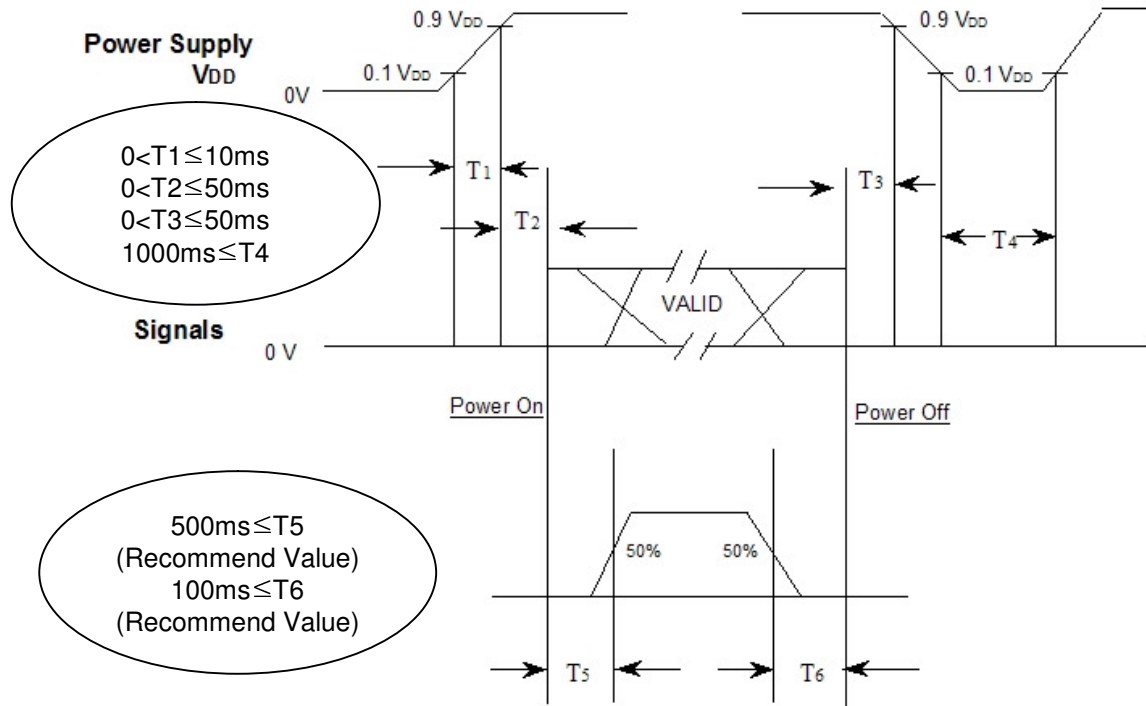 0.9 VDD
0.9 VDD
Power Supply
VDD
0.1 VDD
0.1 VDD
0V
0<T1≦10ms
0<T2≦50ms
0<T3≦50ms
1000ms≦T4
T1
T3
T2
T4
VALID
Signals
0 V
Power On
Power Off
500ms≦T5
(Recommend Value)
100ms≦T6
(Recommend Value)
50%
50%
T5
T6